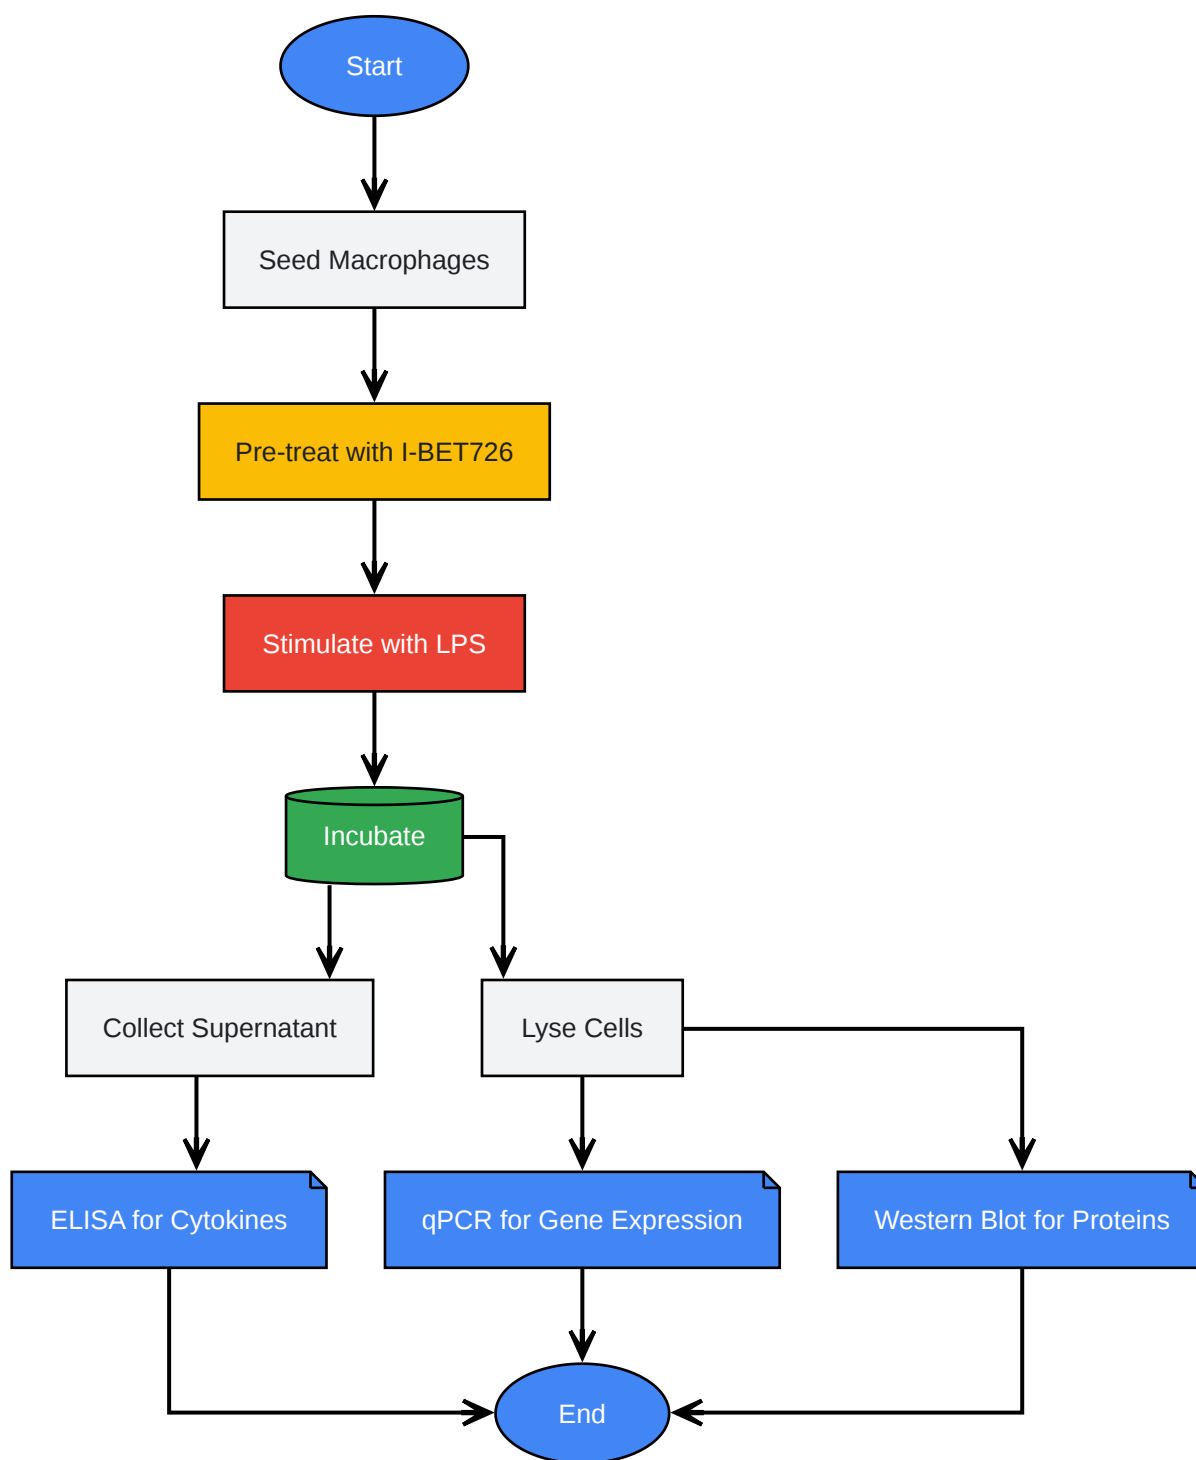 Start
Seed Macrophages
Pre-treat with I-BET726
Stimulate with LPS
Incubate
Collect Supernatant
Lyse Cells
ELISA for Cytokines
qPCR for Gene Expression
Western Blot for Proteins
End